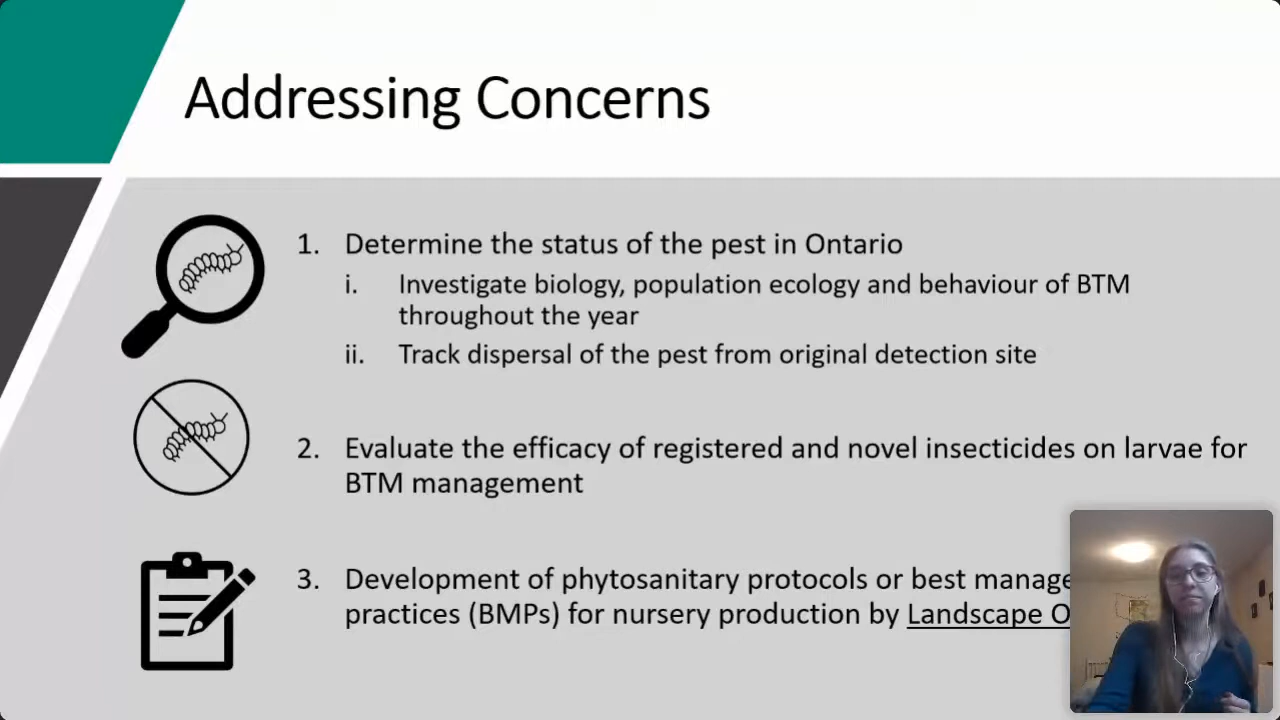 Addressing Concerns
1. Determine the status of the pest in Ontario
i. Investigate biology, population ecology and behaviour of BTM
throughout the year
ii. Track dispersal of the pest from original detection site
2. Evaluate the efficacy of registered and novel insecticides on larvae for
BTM management
3. Development of phytosanitary protocols or best
practices (BMPs) for nursery production by Landscape